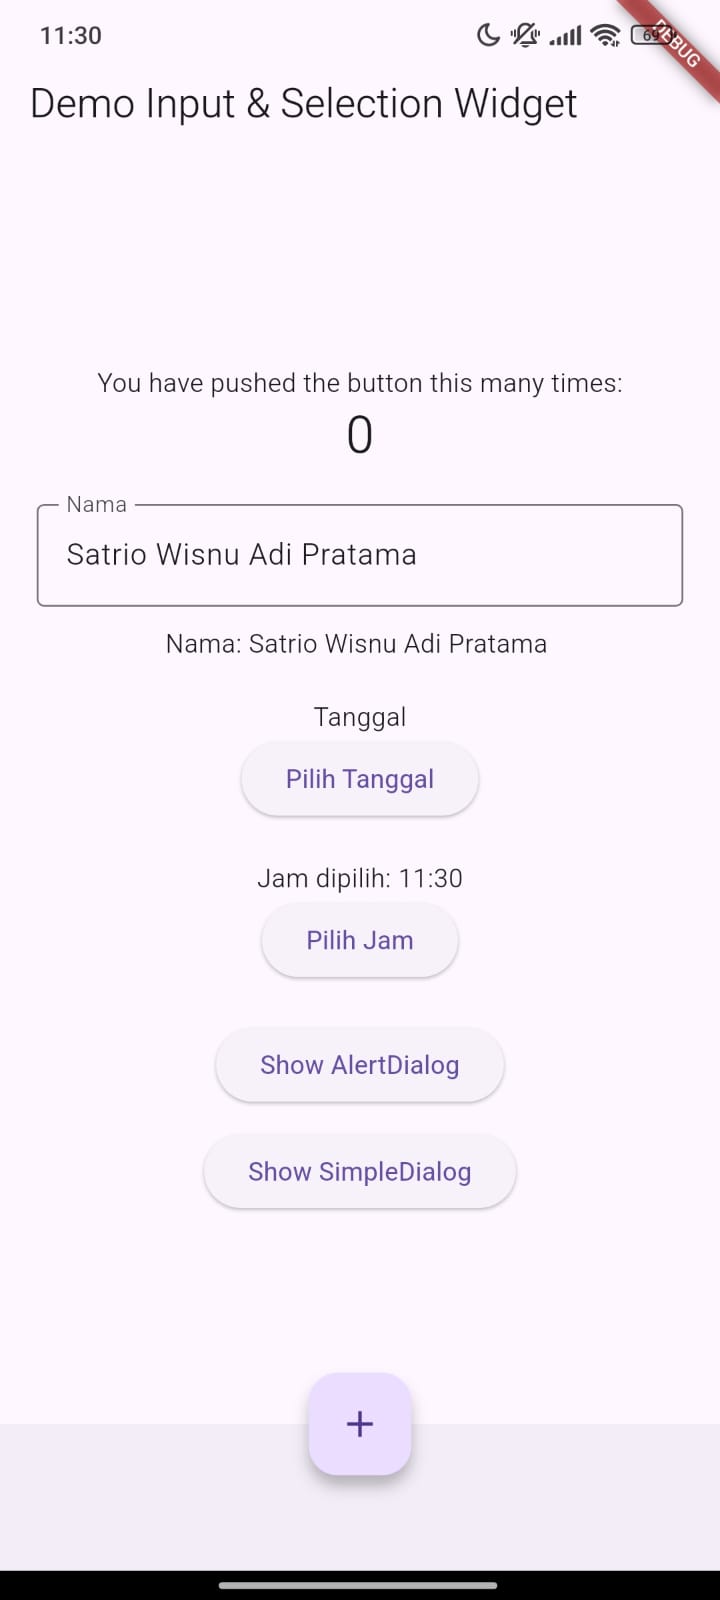 11:30
DEBUG
Demo Input & Selection Widget
You have pushed the button this many times:
0
Nama
Satrio Wisnu Adi Pratama
Nama: Satrio Wisnu Adi Pratama
Tanggal
Pilih Tanggal
Jam dipilih: 11:30
Pilih Jam
Show AlertDialog
Show SimpleDialog
+